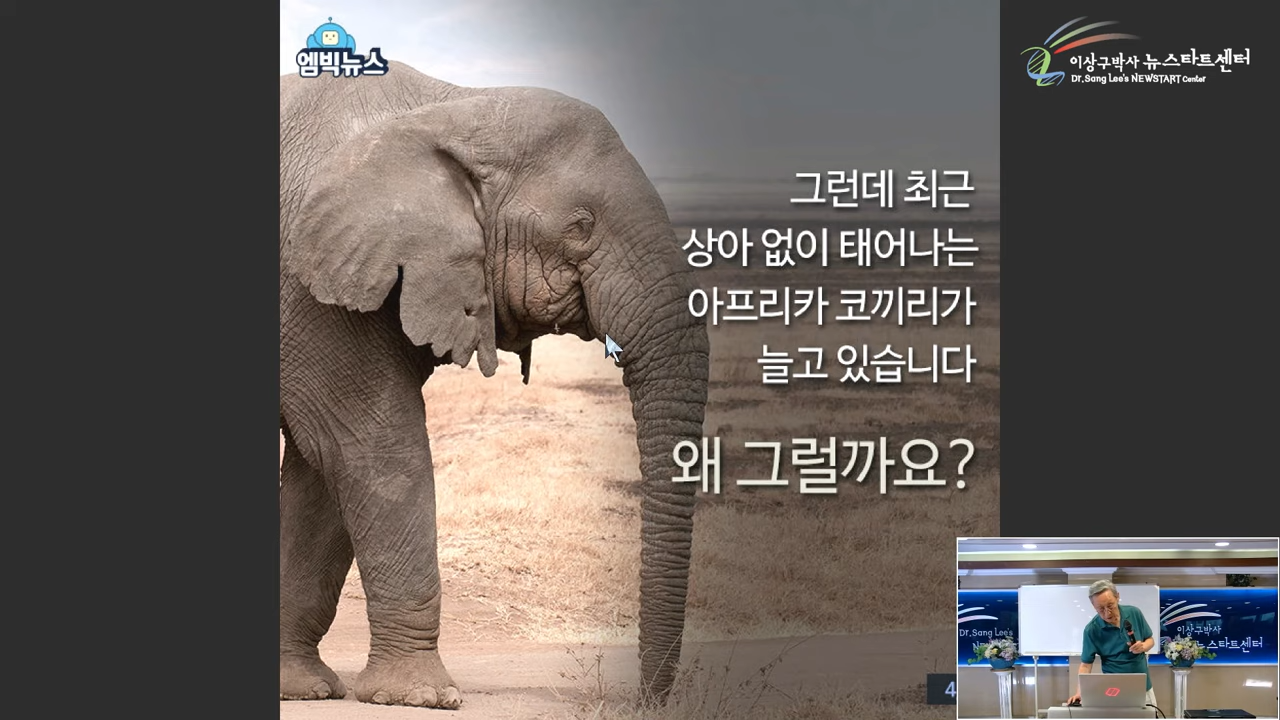 엠빅뉴스
이상구박사 뉴스타트센터
Dr.Sang Lee's NEWSTART Center
그런데 최근
상아 없이 태어나는
아프리카 코끼리가
늘고 있습니다
왜 그럴까요?
4
Dr.Sang Lee's
이상구박사
뉴스타트센터